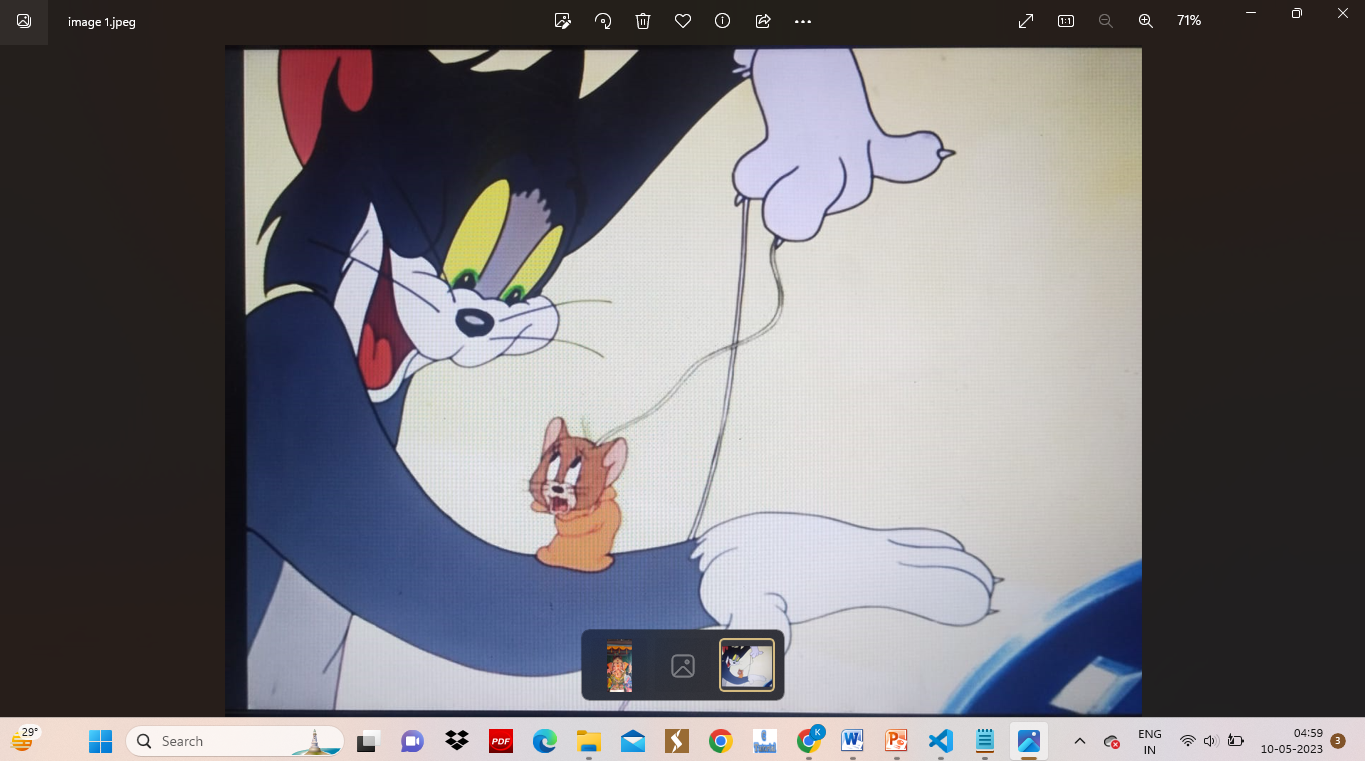 image 1.jpeg
71%
29°
Search
PDF
K
ENG
IN
04:59
10-05-2023
3